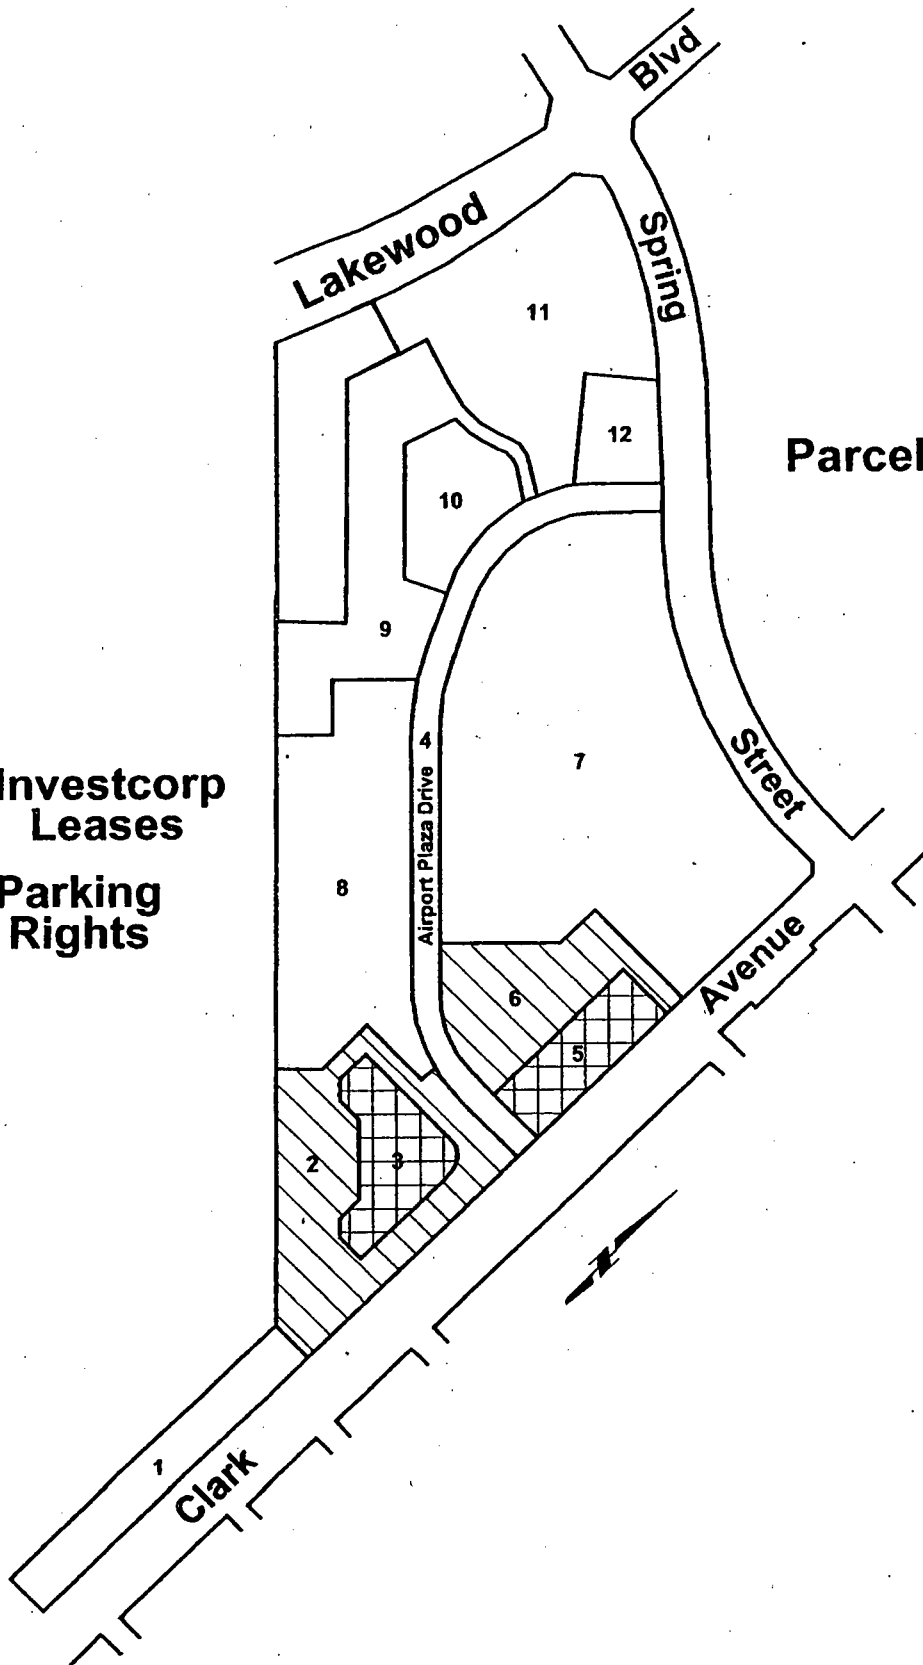 Blvd
Lakewood
Spring
11
12
Parcel
10
9
4
7
Street
Investcorp
Leases
Airport Plaza Drive
8
Parking
Rights
Avenue
6
5
2
3
1
Clark